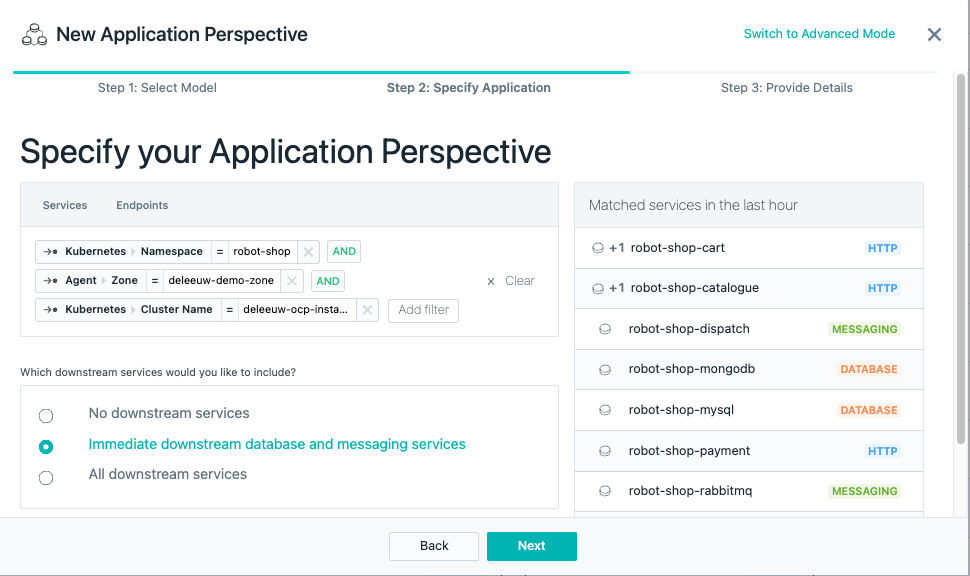 New Application Perspective
Switch to Advanced Mode
Step 1: Select Model
Step 2: Specify Application
Step 3: Provide Details
Specify your Application Perspective
Services Endpoints
Kubernetes Namespace = robot-shop AND
Agent Zone = deleeuw-demo-zone AND
x Clear
Kubernetes Cluster Name = deleeuw-ocp-insta... Add filter
Which downstream services would you like to include?
No downstream services
Immediate downstream database and messaging services
All downstream services
Matched services in the last hour
+1 robot-shop-cart HTTP
+1 robot-shop-catalogue HTTP
robot-shop-dispatch MESSAGING
robot-shop-mongodb DATABASE
robot-shop-mysql DATABASE
robot-shop-payment HTTP
robot-shop-rabbitmq MESSAGING
Back Next